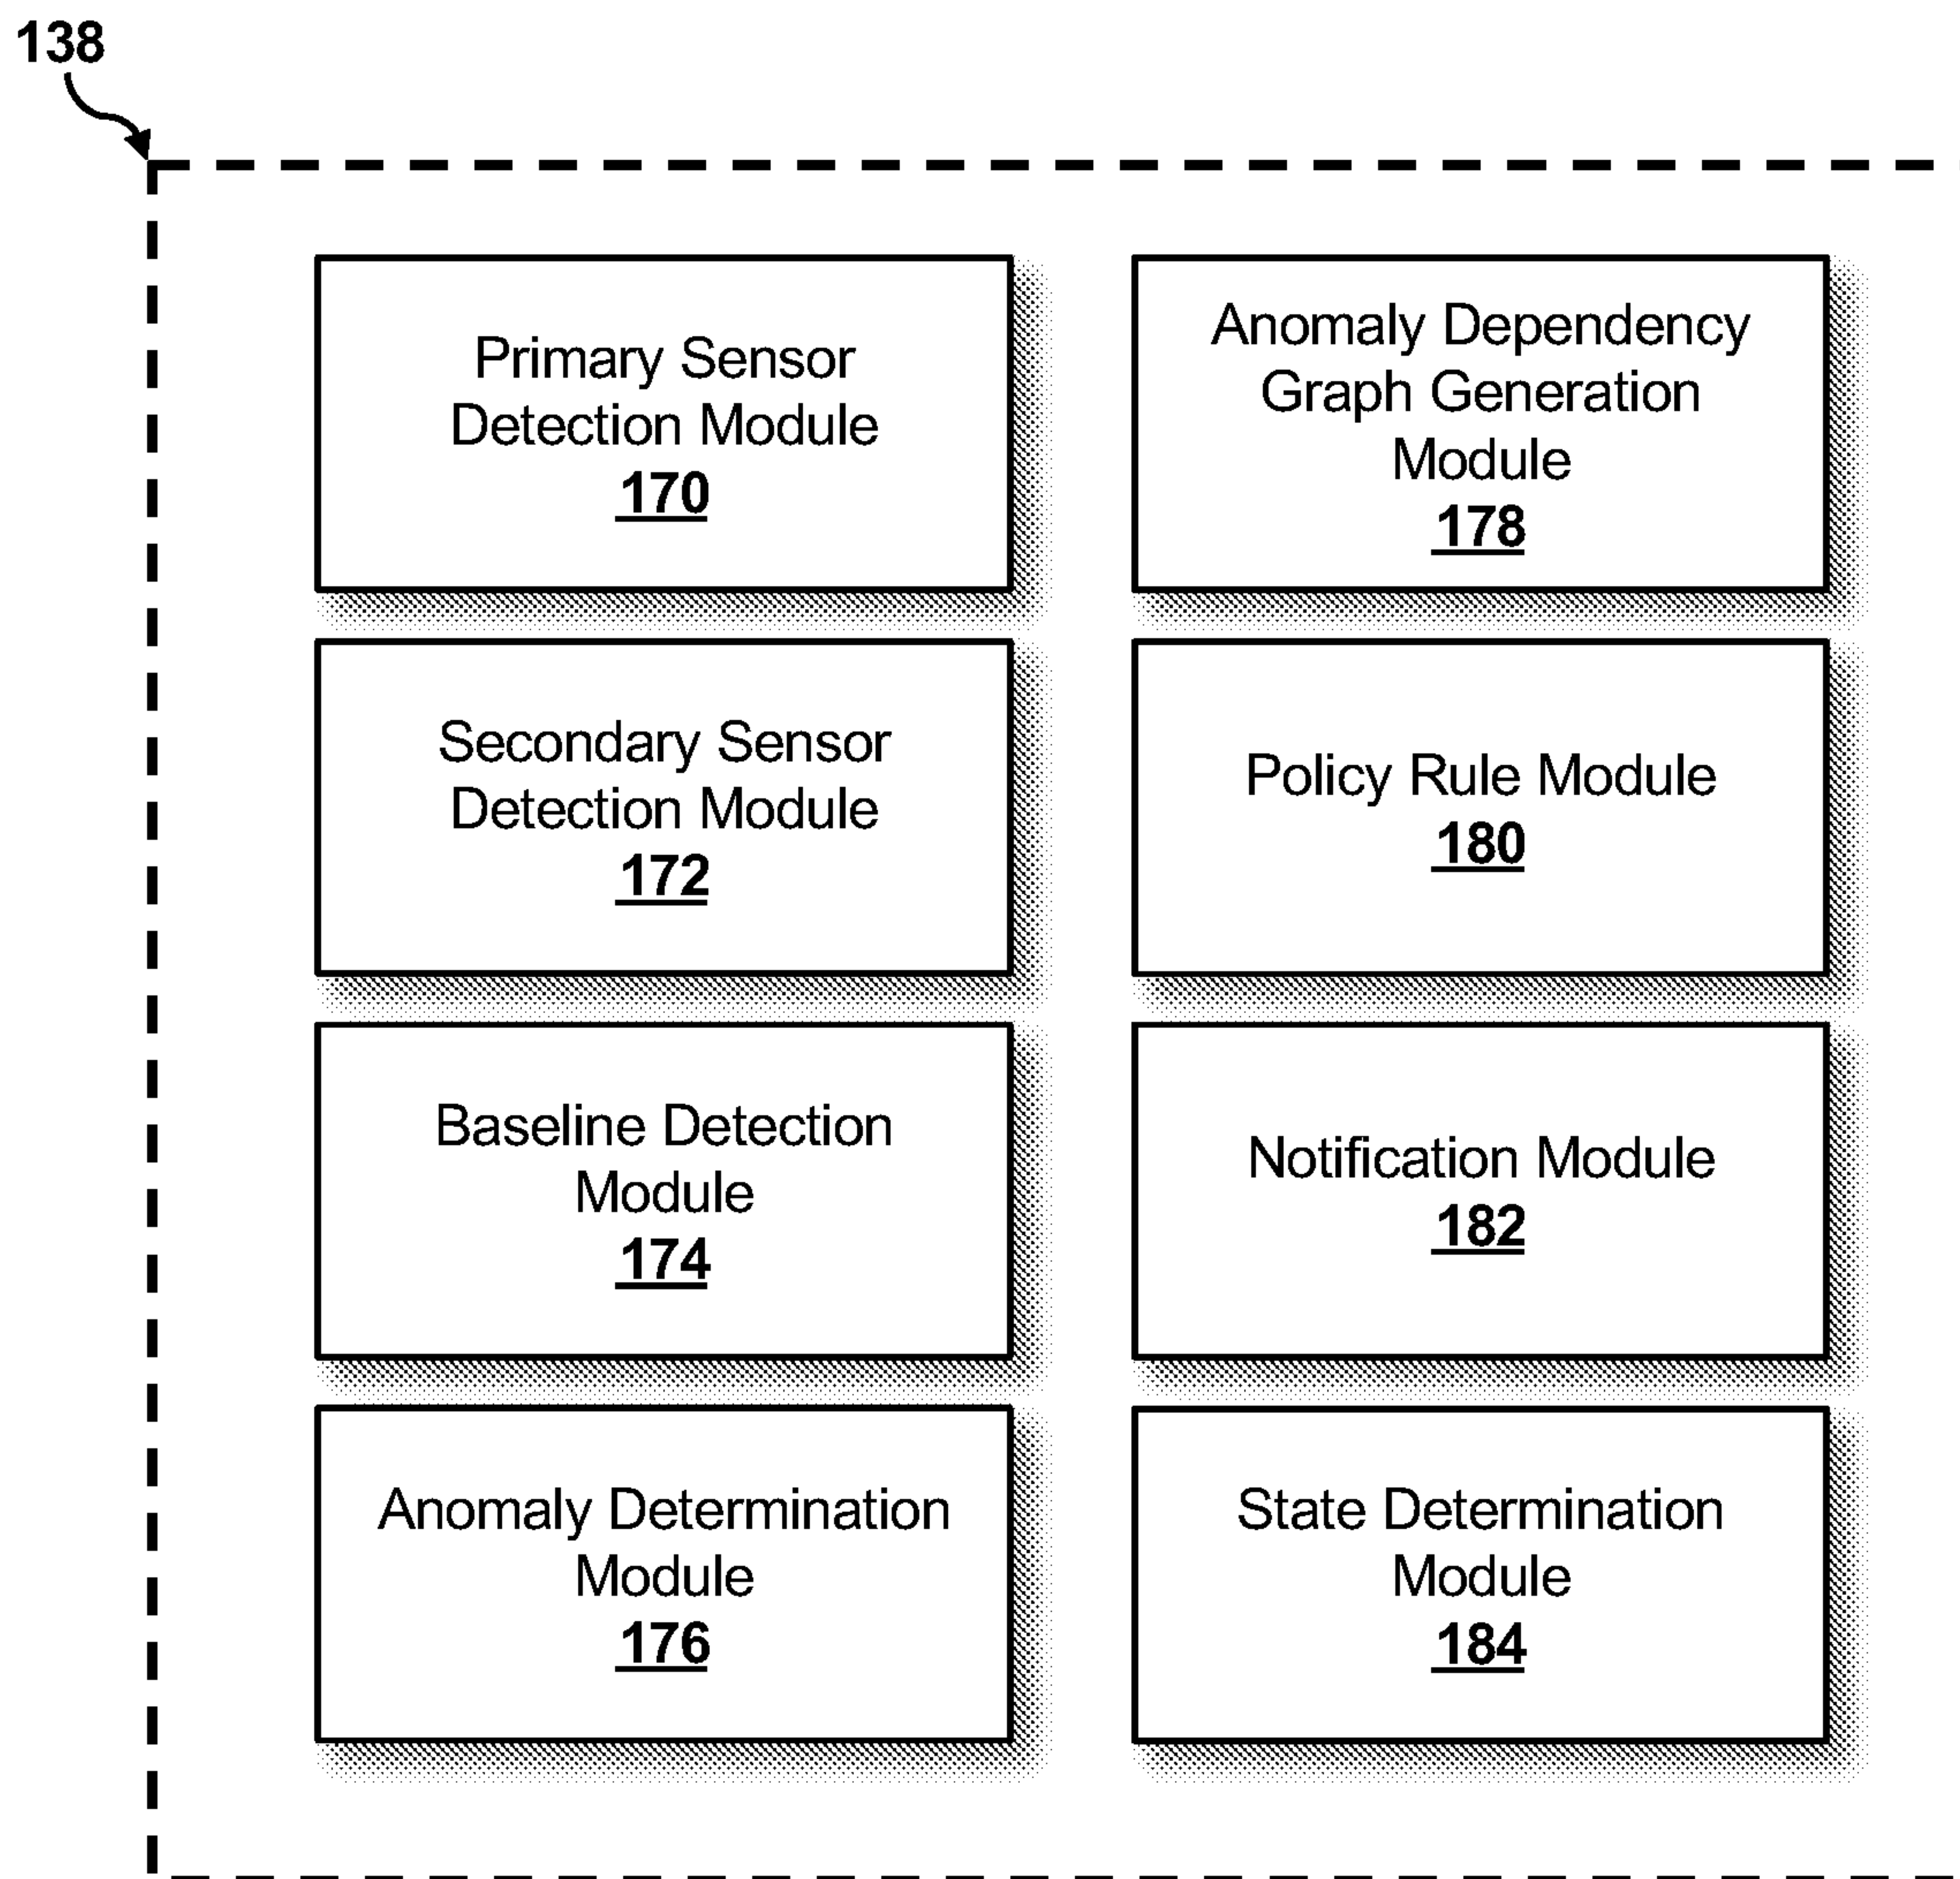 138
Primary Sensor
Detection Module
170
Secondary Sensor
Detection Module
172
Baseline Detection
Module
174
Anomaly Determination
Module
176
Anomaly Dependency
Graph Generation
Module
178
Policy Rule Module
180
Notification Module
182
State Determination
Module
184